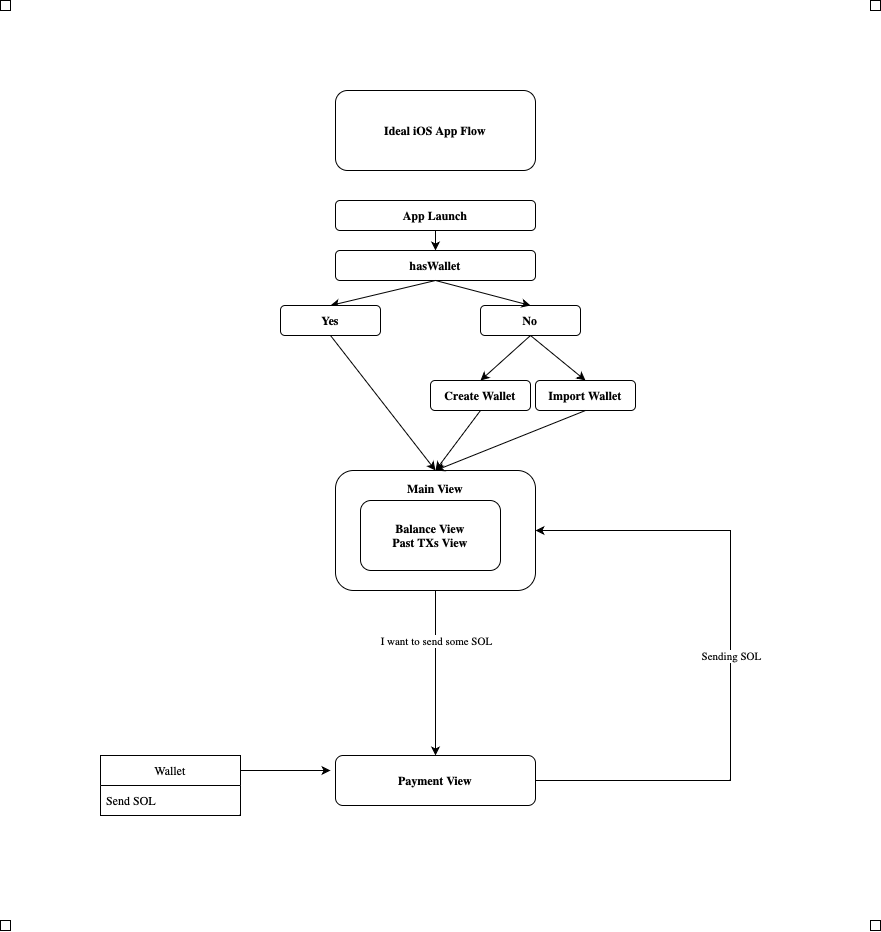 Ideal iOS App Flow
App Launch
hasWallet
Yes
No
Create Wallet
Import Wallet
Main View
Balance View
Past TXs View
I want to send some SOL
Sending SOL
Wallet
Send SOL
Payment View